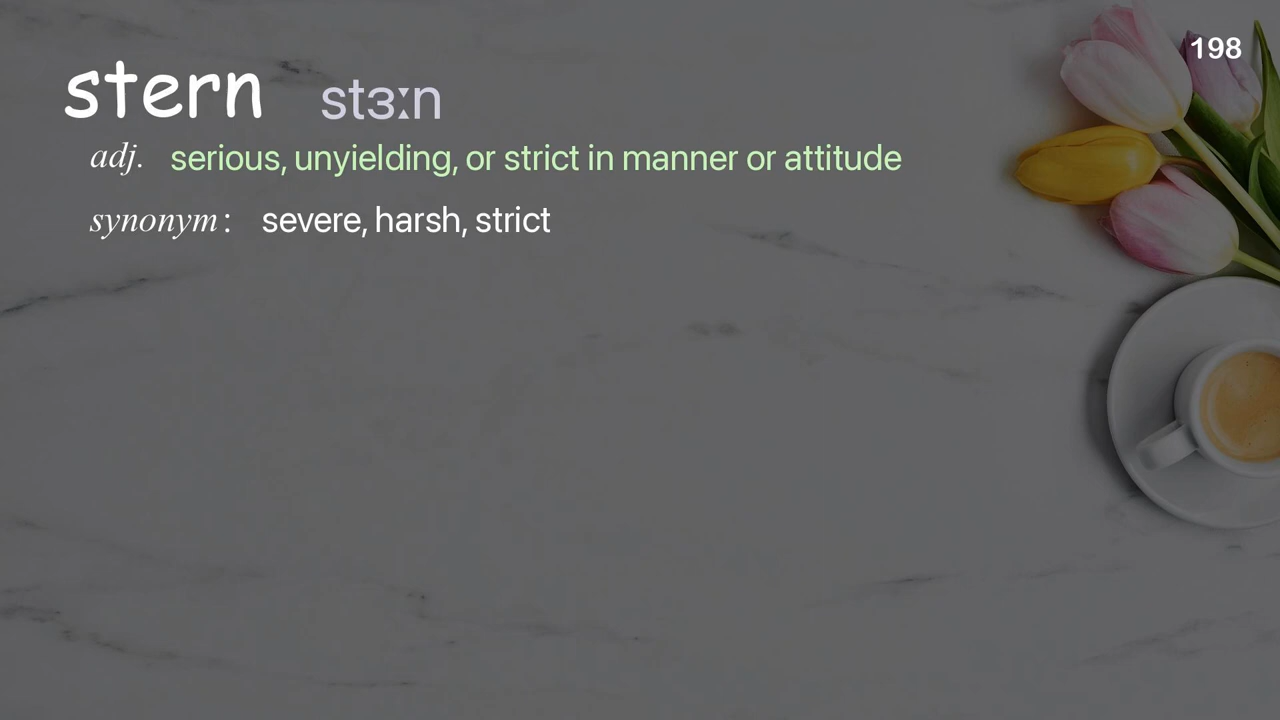 198
stern stɜːn
adj. serious, unyielding, or strict in manner or attitude
synonym: severe, harsh, strict